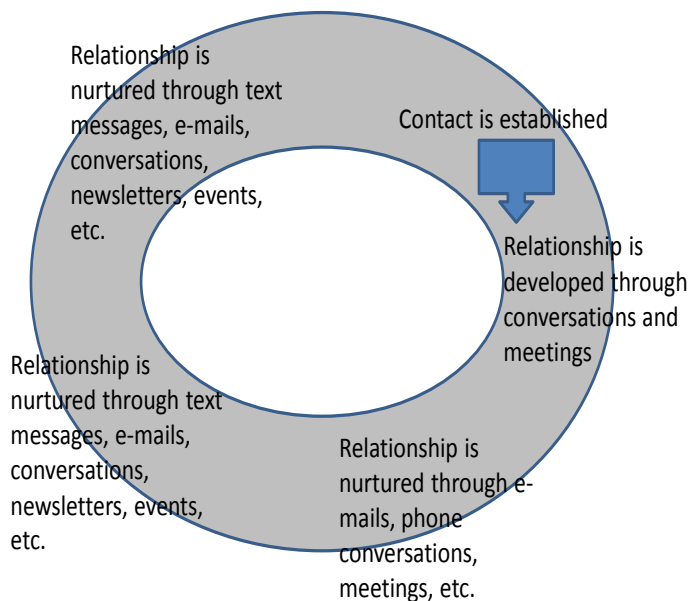 Contact is established
Relationship is
developed through
conversations and
meetings
Relationship is
nurtured through e-
mails, phone
conversations,
meetings, etc.
Relationship is
nurtured through text
messages, e-mails,
conversations,
newsletters, events,
etc.
Relationship is
nurtured through text
messages, e-mails,
conversations,
newsletters, events,
etc.